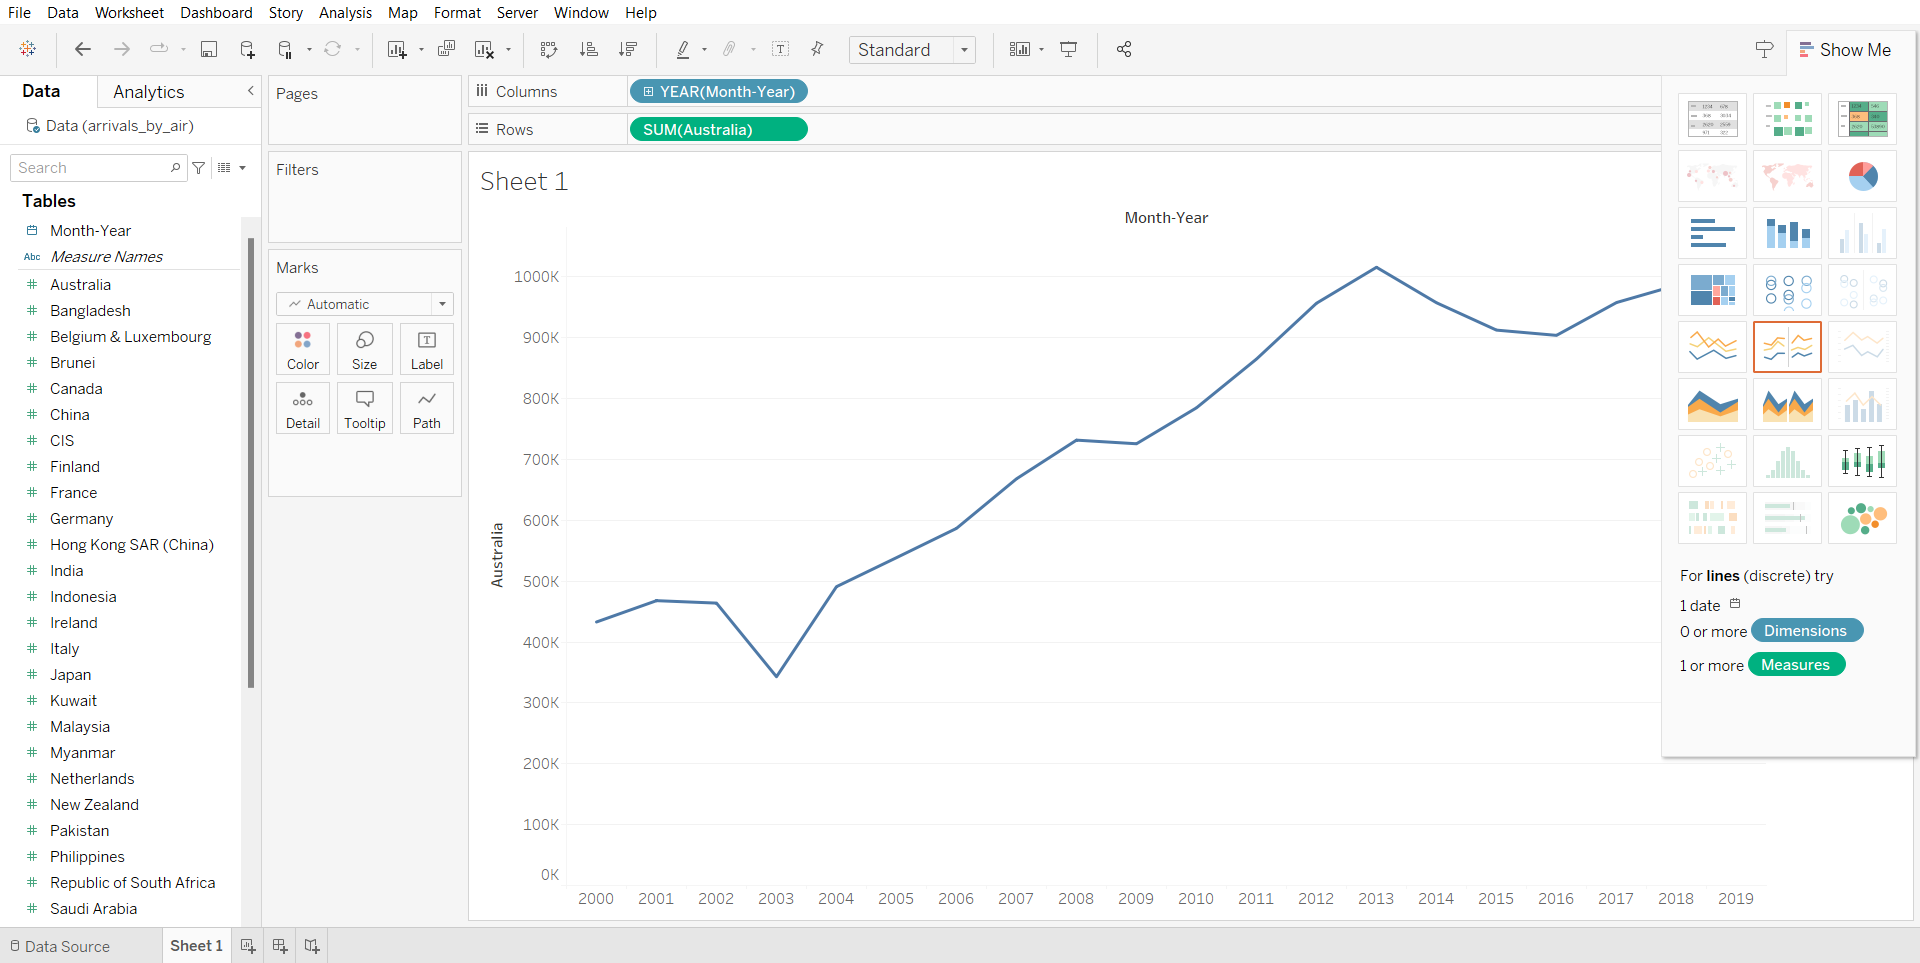 File Data Worksheet Dashboard Story Analysis Map Format Server Window Help
Standard
Show Me
Data Analytics
Data (arrivals_by_air)
Search
Tables
Month-Year
Abc Measure Names
Australia
Bangladesh
Belgium & Luxembourg
Brunei
Canada
China
CIS
Finland
France
Germany
Hong Kong SAR (China)
India
Indonesia
Ireland
Italy
Japan
Kuwait
Malaysia
Myanmar
Netherlands
New Zealand
Pakistan
Philippines
Republic of South Africa
Saudi Arabia
Pages
Filters
Marks
Automatic
Color Size Label
Detail Tooltip Path
Columns YEAR(Month-Year)
Rows SUM(Australia)
Sheet 1
Month-Year
Australia
1000K
900K
800K
700K
600K
500K
400K
300K
200K
100K
0K
2000 2001 2002 2003 2004 2005 2006 2007 2008 2009 2010 2011 2012 2013 2014 2015 2016 2017 2018 2019
For lines (discrete) try
1 date
0 or more Dimensions
1 or more Measures
Data Source Sheet 1